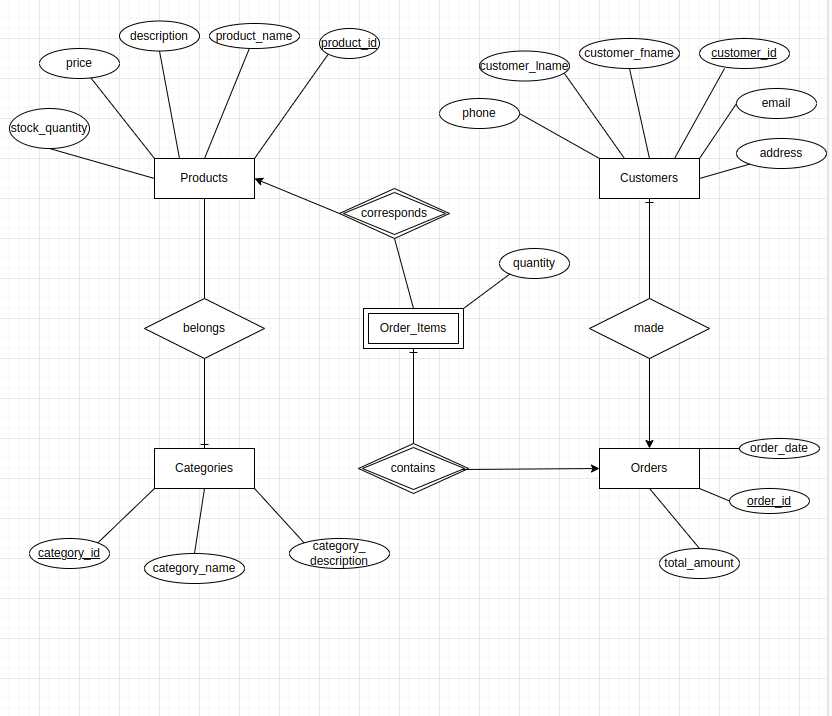 description
product_name
product_id
price
stock_quantity
customer_lname
customer_fname
customer_id
phone
email
address
Products
Customers
corresponds
quantity
belongs
Order_Items
made
Categories
contains
Orders
order_date
order_id
category_id
category_name
category_
description
total_amount